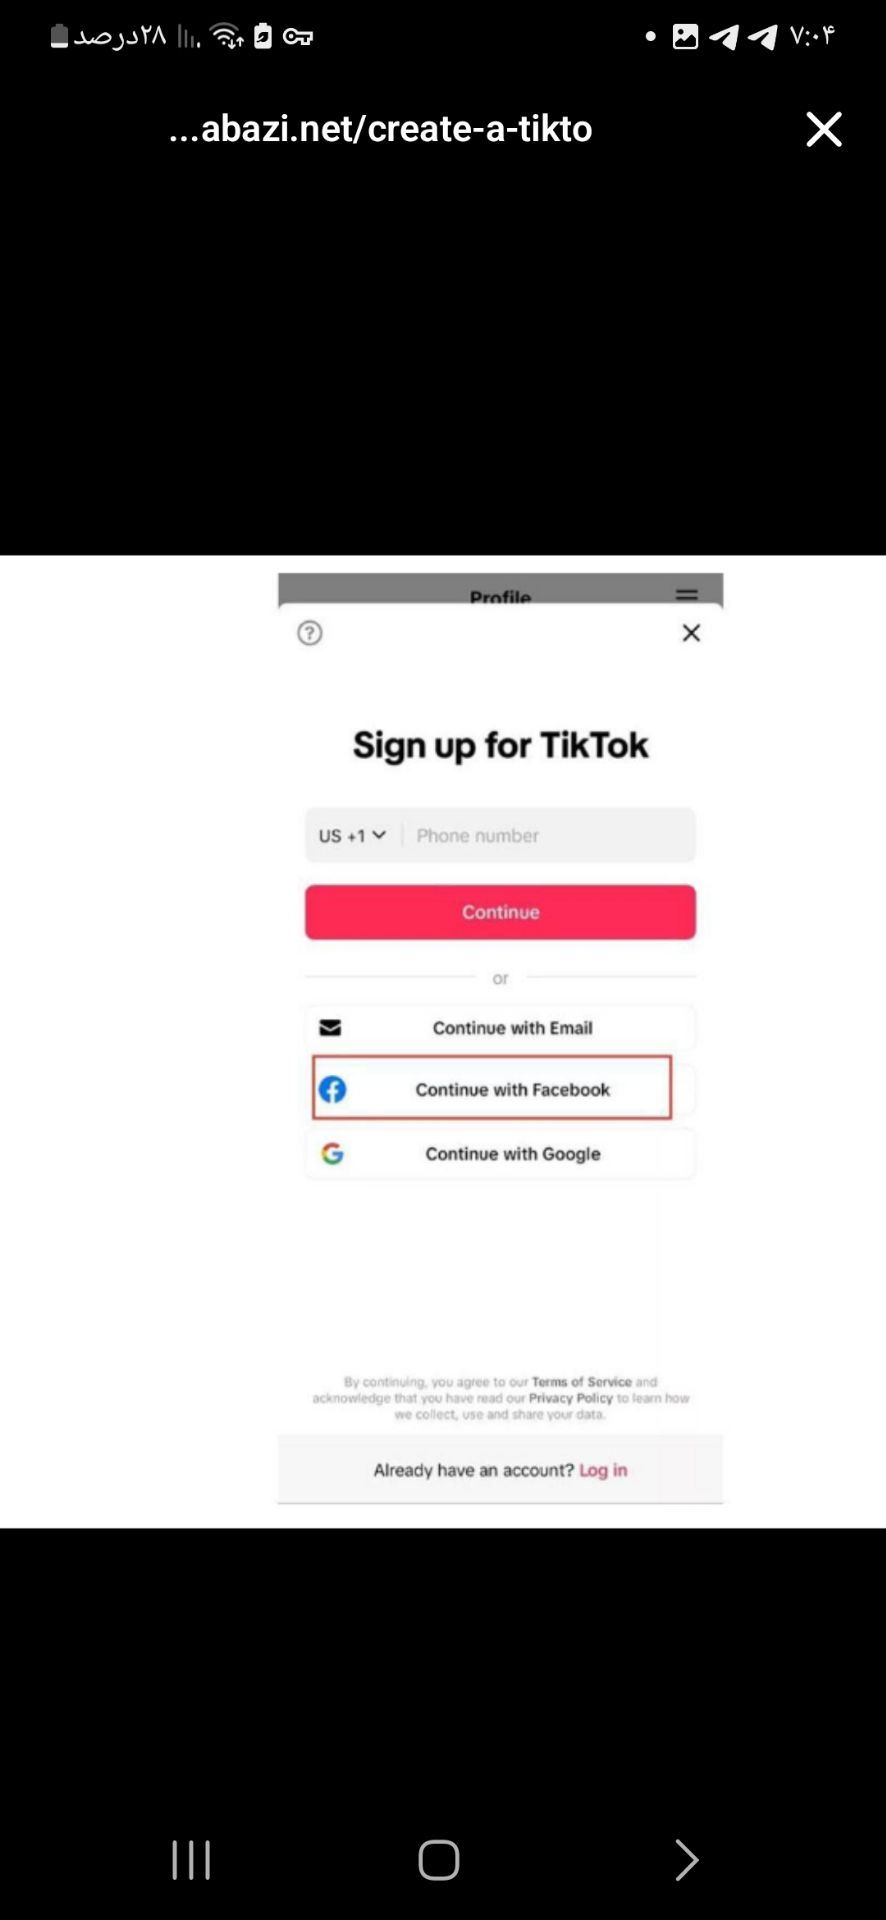 ۲۸درصد
۷:۰۴
...abazi.net/create-a-tikto
Profile
?
Sign up for TikTok
US +1
Phone number
Continue
or
Continue with Email
Continue with Facebook
Continue with Google
By continuing, you agree to our Terms of Service and
acknowledge that you have read our Privacy Policy to learn how
we collect, use and share your data.
Already have an account? Log in